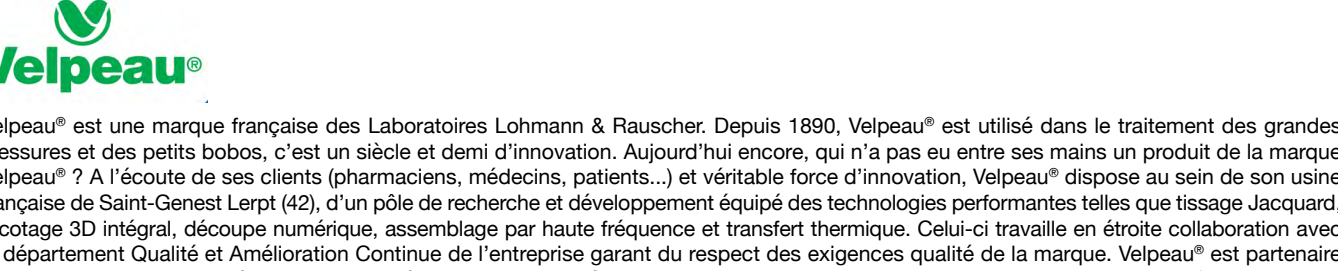 Velpeau®
elpeau® est une marque française des Laboratoires Lohmann & Rauscher. Depuis 1890, Velpeau® est utilisé dans le traitement des grandes
essures et des petits bobos, c’est un siècle et demi d’innovation. Aujourd’hui encore, qui n’a pas eu entre ses mains un produit de la marque
elpeau® ? A l’écoute de ses clients (pharmaciens, médecins, patients...) et véritable force d’innovation, Velpeau® dispose au sein de son usine
ançaise de Saint-Genest Lerpt (42), d’un pôle de recherche et développement équipé des technologies performantes telles que tissage Jacquard,
cotage 3D intégral, découpe numérique, assemblage par haute fréquence et transfert thermique. Celui-ci travaille en étroite collaboration avec
département Qualité et Amélioration Continue de l’entreprise garant du respect des exigences qualité de la marque. Velpeau® est partenaire